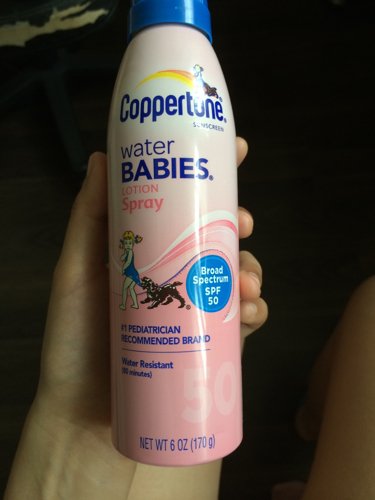 Coppertone®
SUNSCREEN
water
BABIES®
LOTION
Spray
Broad
Spectrum
SPF
50
#1 PEDIATRICIAN
RECOMMENDED BRAND
Water Resistant
(80 minutes)
50
NET WT 6 OZ (170 g)